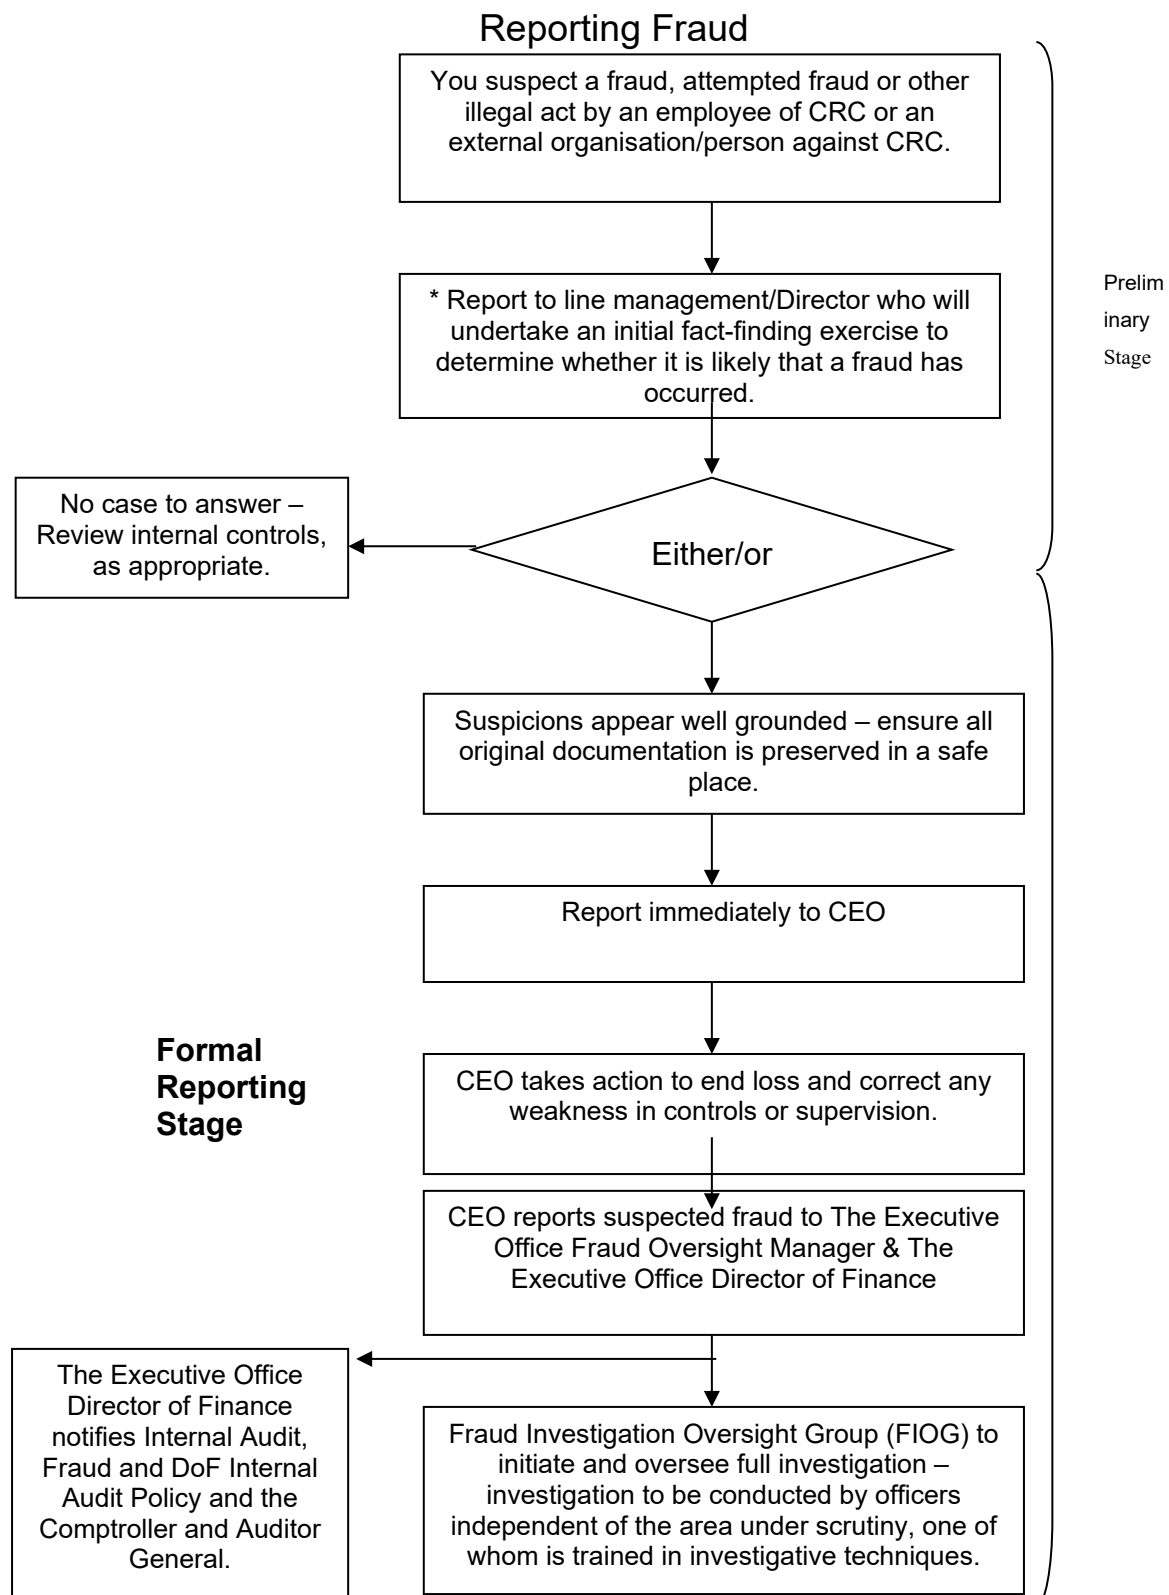 Reporting Fraud
You suspect a fraud, attempted fraud or other
illegal act by an employee of CRC or an
external organisation/person against CRC.
* Report to line management/Director who will
undertake an initial fact-finding exercise to
determine whether it is likely that a fraud has
occurred.
Prelim
inary
Stage
No case to answer –
Review internal controls,
as appropriate.
Either/or
Suspicions appear well grounded – ensure all
original documentation is preserved in a safe
place.
Report immediately to CEO
Formal
Reporting
Stage
CEO takes action to end loss and correct any
weakness in controls or supervision.
CEO reports suspected fraud to The Executive
Office Fraud Oversight Manager & The
Executive Office Director of Finance
The Executive Office
Director of Finance
notifies Internal Audit,
Fraud and DoF Internal
Audit Policy and the
Comptroller and Auditor
General.
Fraud Investigation Oversight Group (FIOG) to
initiate and oversee full investigation –
investigation to be conducted by officers
independent of the area under scrutiny, one of
whom is trained in investigative techniques.